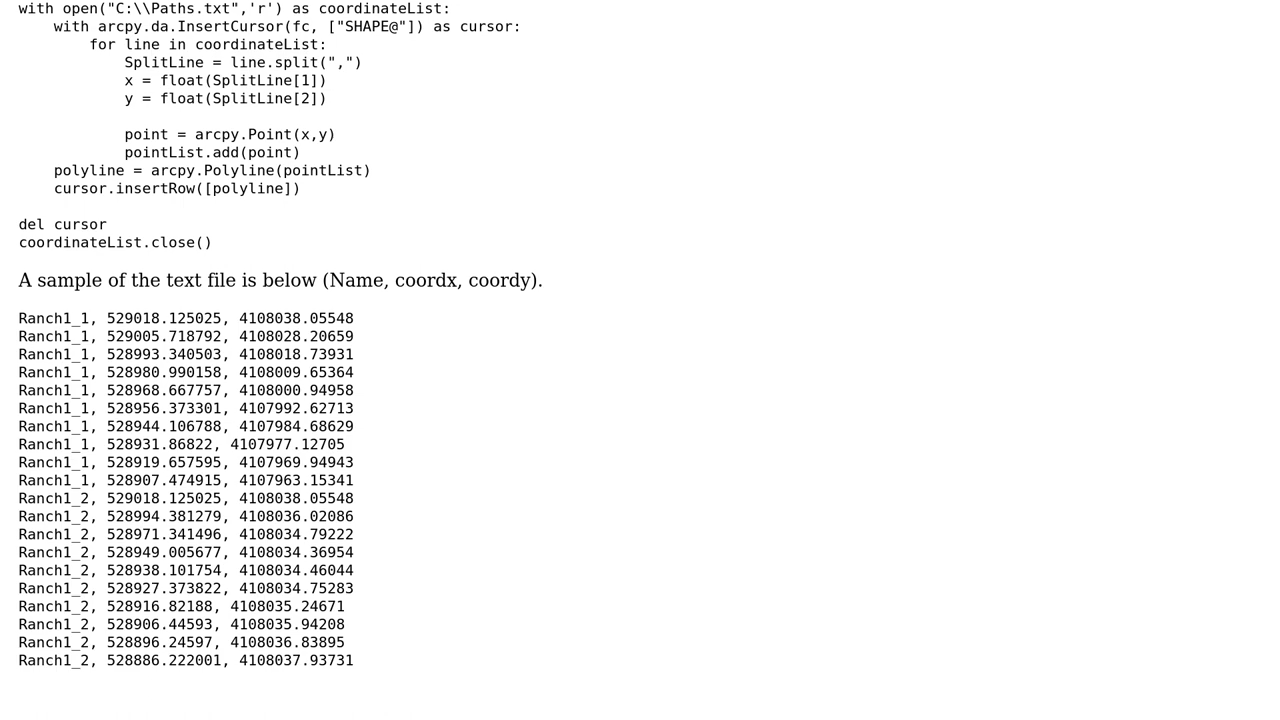 with open("C:\\Paths.txt",'r') as coordinateList:
    with arcpy.da.InsertCursor(fc, ["SHAPE@"]) as cursor:
        for line in coordinateList:
            SplitLine = line.split(",")
            x = float(SplitLine[1])
            y = float(SplitLine[2])

            point = arcpy.Point(x,y)
            pointList.add(point)
    polyline = arcpy.Polyline(pointList)
    cursor.insertRow([polyline])

del cursor
coordinateList.close()
A sample of the text file is below (Name, coordx, coordy).
Ranch1_1, 529018.125025, 4108038.05548
Ranch1_1, 529005.718792, 4108028.20659
Ranch1_1, 528993.340503, 4108018.73931
Ranch1_1, 528980.990158, 4108009.65364
Ranch1_1, 528968.667757, 4108000.94958
Ranch1_1, 528956.373301, 4107992.62713
Ranch1_1, 528944.106788, 4107984.68629
Ranch1_1, 528931.86822, 4107977.12705
Ranch1_1, 528919.657595, 4107969.94943
Ranch1_1, 528907.474915, 4107963.15341
Ranch1_2, 529018.125025, 4108038.05548
Ranch1_2, 528994.381279, 4108036.02086
Ranch1_2, 528971.341496, 4108034.79222
Ranch1_2, 528949.005677, 4108034.36954
Ranch1_2, 528938.101754, 4108034.46044
Ranch1_2, 528927.373822, 4108034.75283
Ranch1_2, 528916.82188, 4108035.24671
Ranch1_2, 528906.44593, 4108035.94208
Ranch1_2, 528896.24597, 4108036.83895
Ranch1_2, 528886.222001, 4108037.93731